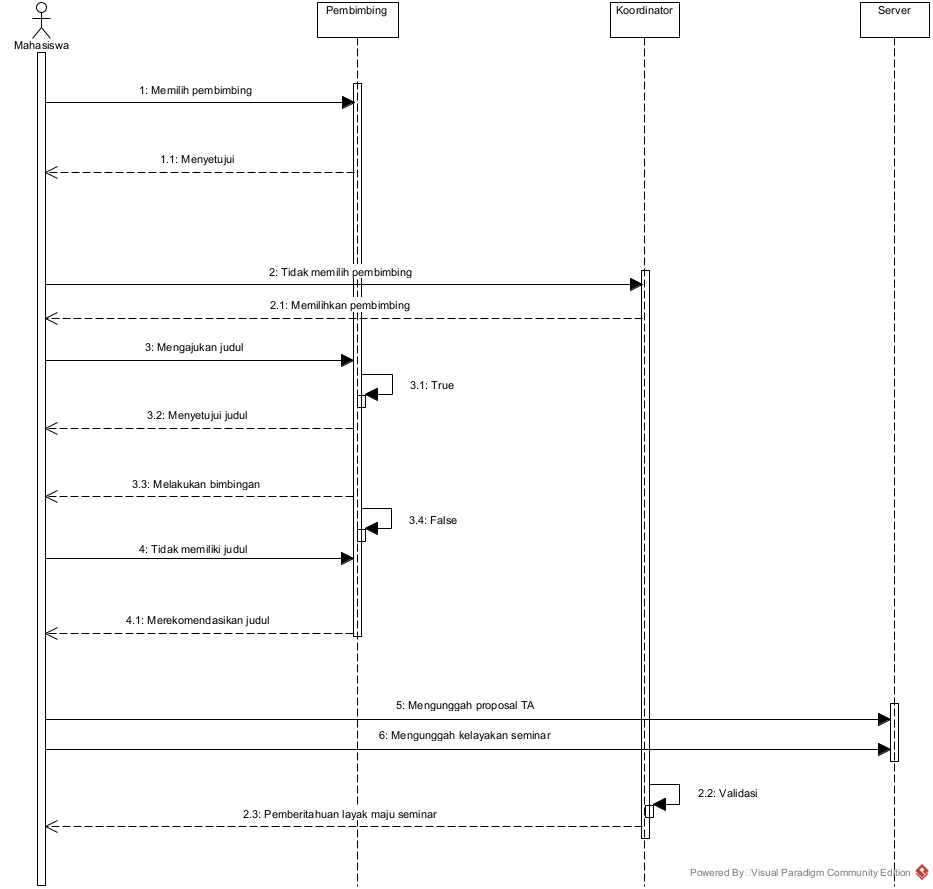 Mahasiswa
Pembimbing
Koordinator
Server
1: Memilih pembimbing
1.1: Menyetujui
2: Tidak memilih pembimbing
2.1: Memilihkan pembimbing
3: Mengajukan judul
3.1: True
3.2: Menyetujui judul
3.3: Melakukan bimbingan
3.4: False
4: Tidak memiliki judul
4.1: Merekomendasikan judul
5: Mengunggah proposal TA
6: Mengunggah kelayakan seminar
2.2: Validasi
2.3: Pemberitahuan layak maju seminar
Powered By Visual Paradigm Community Edition